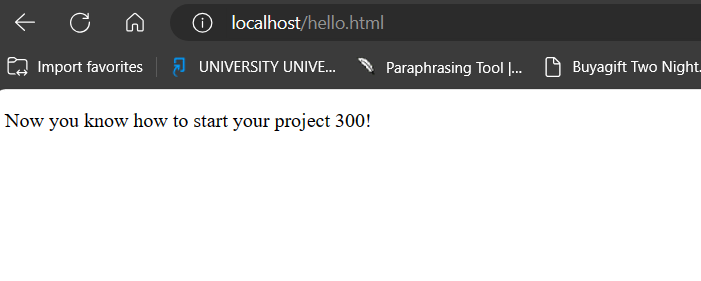 localhost/hello.html
Import favorites UNIVERSITY UNIVE... Paraphrasing Tool |... Buyagift Two Night.
Now you know how to start your project 300!